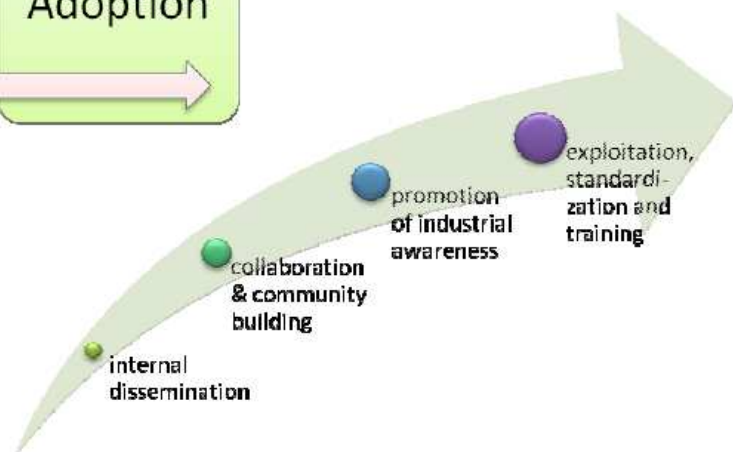 Adoption
internal
dissemination
collaboration
& community
building
promotion
of industrial
awareness
exploitation,
standardi-
zation and
training